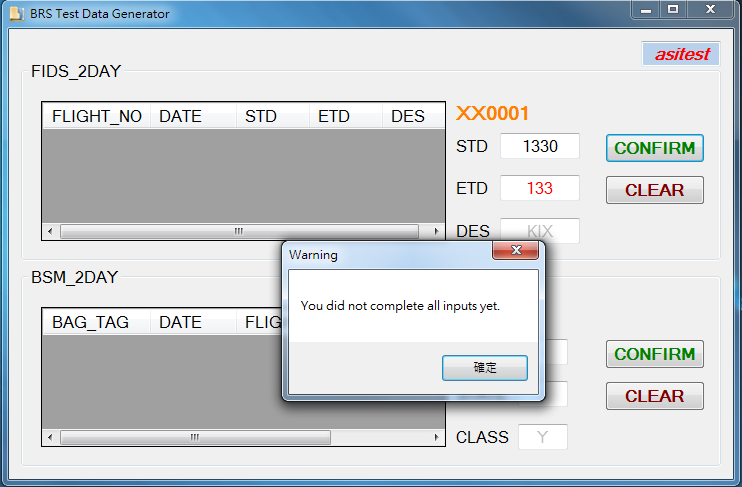 BRS Test Data Generator
asitest
FIDS_2DAY
FLIGHT_NO DATE STD ETD DES
XX0001
STD 1330 CONFIRM
ETD 133 CLEAR
DES KIX
Warning
You did not complete all inputs yet.
確定
BSM_2DAY
BAG_TAG DATE FLIG
CONFIRM
CLEAR
CLASS Y